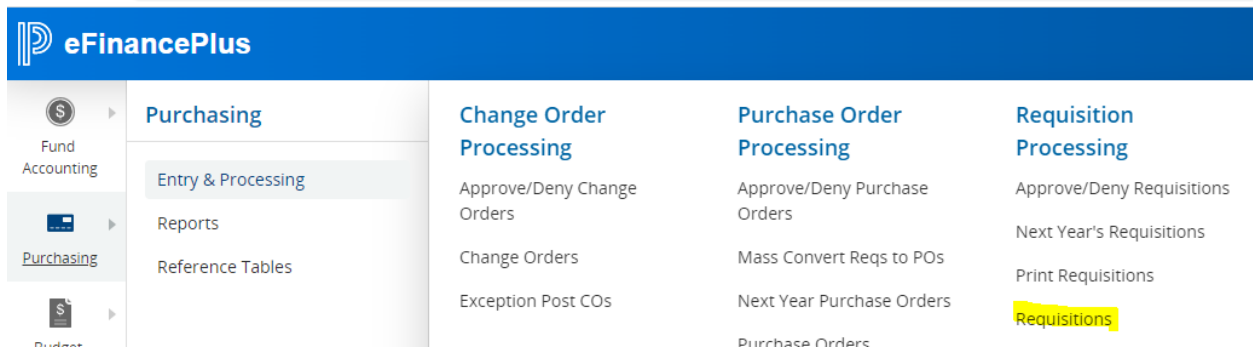 eFinancePlus
Fund
Accounting
Purchasing
Budget
Purchasing
Entry & Processing
Reports
Reference Tables
Change Order
Processing
Approve/Deny Change
Orders
Change Orders
Exception Post COs
Purchase Order
Processing
Approve/Deny Purchase
Orders
Mass Convert Reqs to POs
Next Year Purchase Orders
Purchase Orders
Requisition
Processing
Approve/Deny Requisitions
Next Year's Requisitions
Print Requisitions
Requisitions